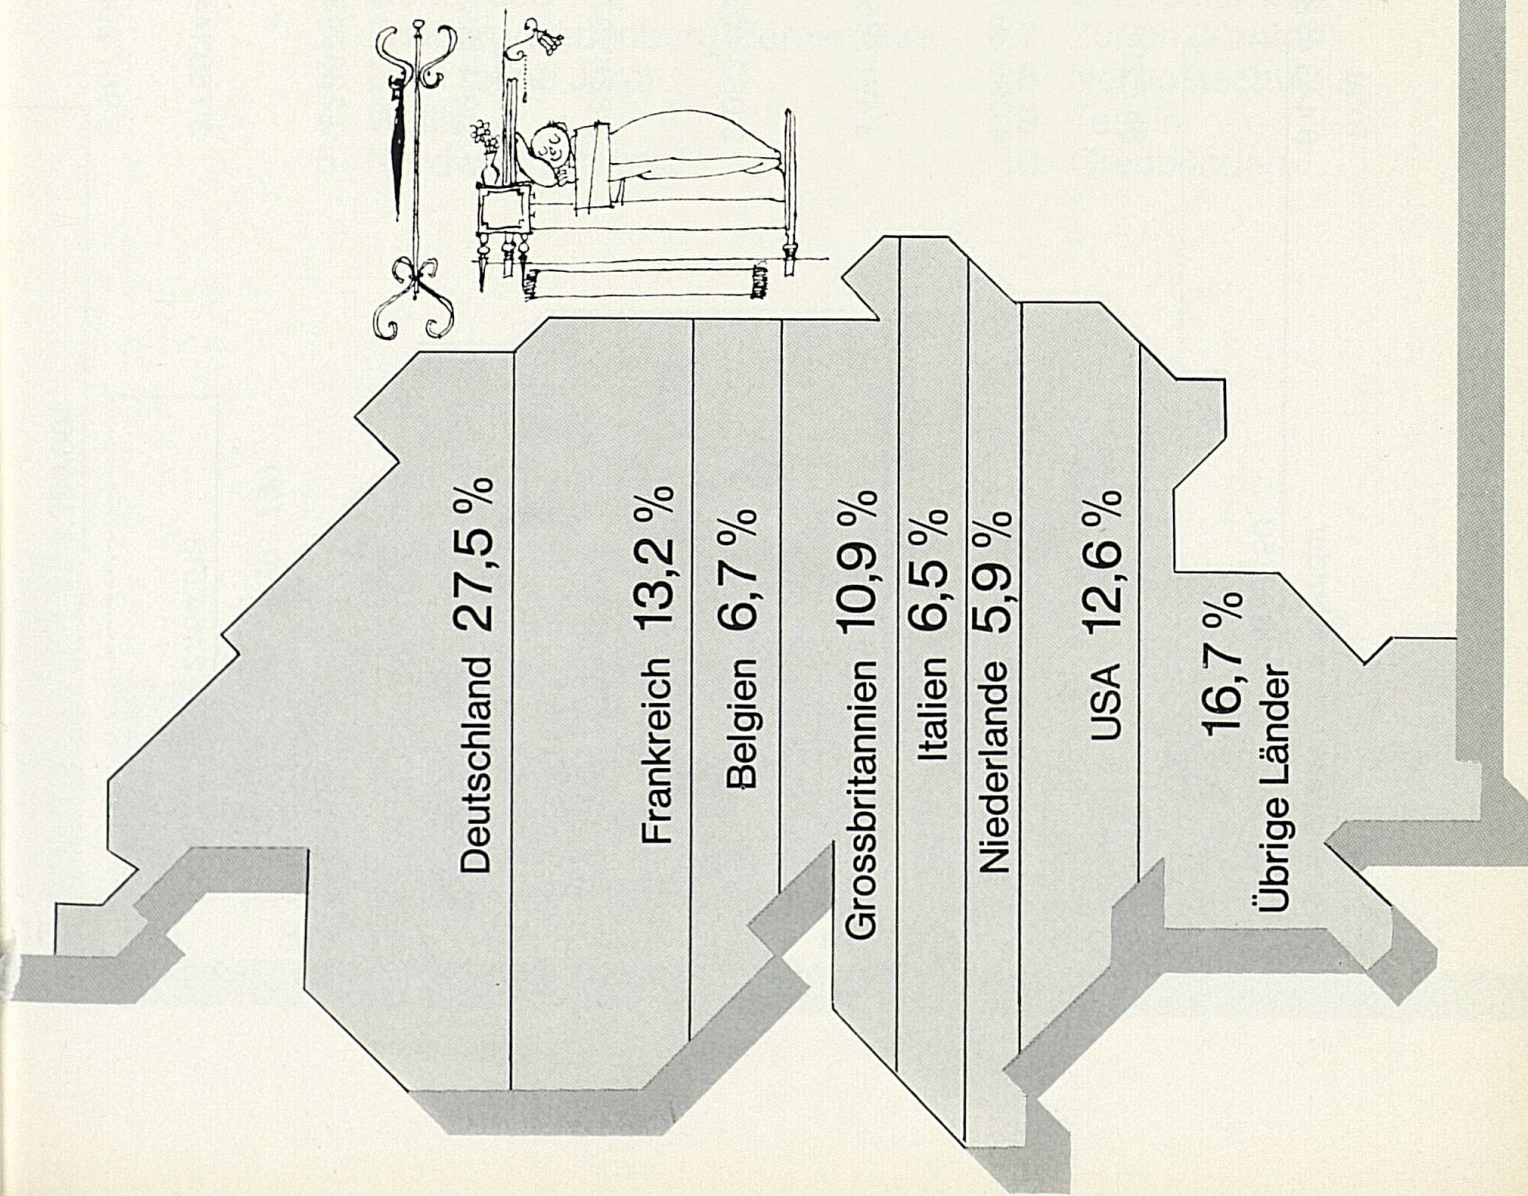 Deutschland 27,5 %
Frankreich 13,2 %
Belgien 6,7 %
Grossbritannien 10,9 %
Italien 6,5 %
Niederlande 5,9 %
USA 12,6 %
16,7 %
Übrige Länder